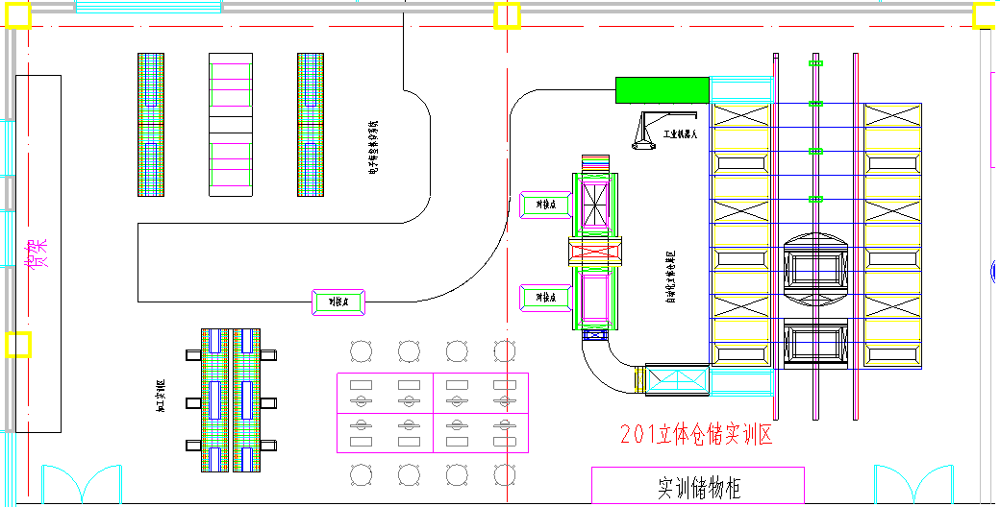 电子标签拣货系统
工业机器人
对接点
货架
自动化立体仓库区
对接点
对接点
加工实训区
201立体仓储实训区
实训储物柜